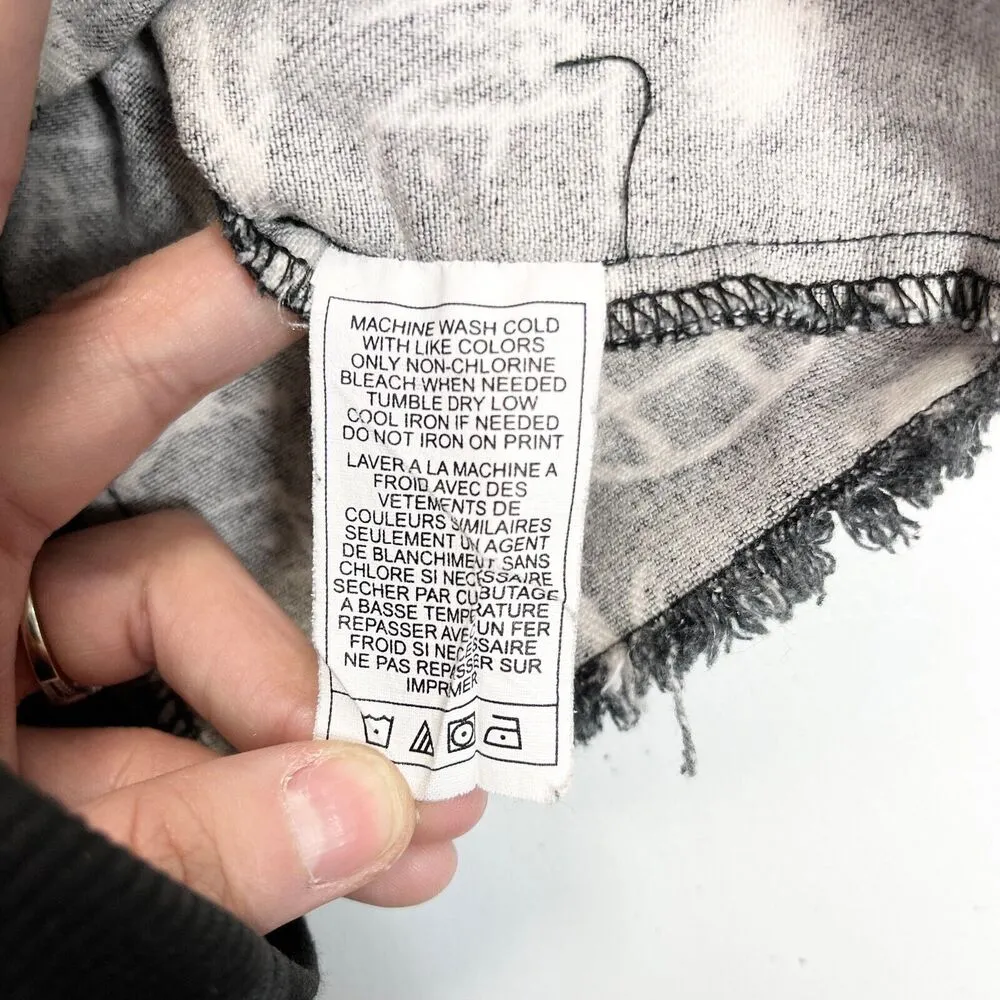 MACHINE WASH COLD
WITH LIKE COLORS
ONLY NON-CHLORINE
BLEACH WHEN NEEDED
TUMBLE DRY LOW
COOL IRON IF NEEDED
DO NOT IRON ON PRINT
LAVER A LA MACHINE A
FROID AVEC DES
VETEMENTS DE
COULEURS SIMILAIRES
SEULEMENT UN AGENT
DE BLANCHIMENT SANS
CHLORE SI NECESSAIRE
SECHER PAR CULBUTAGE
A BASSE TEMPERATURE
REPASSER AVEC UN FER
FROID SI NECESSAIRE
NE PAS REPASSER SUR
IMPRIMER